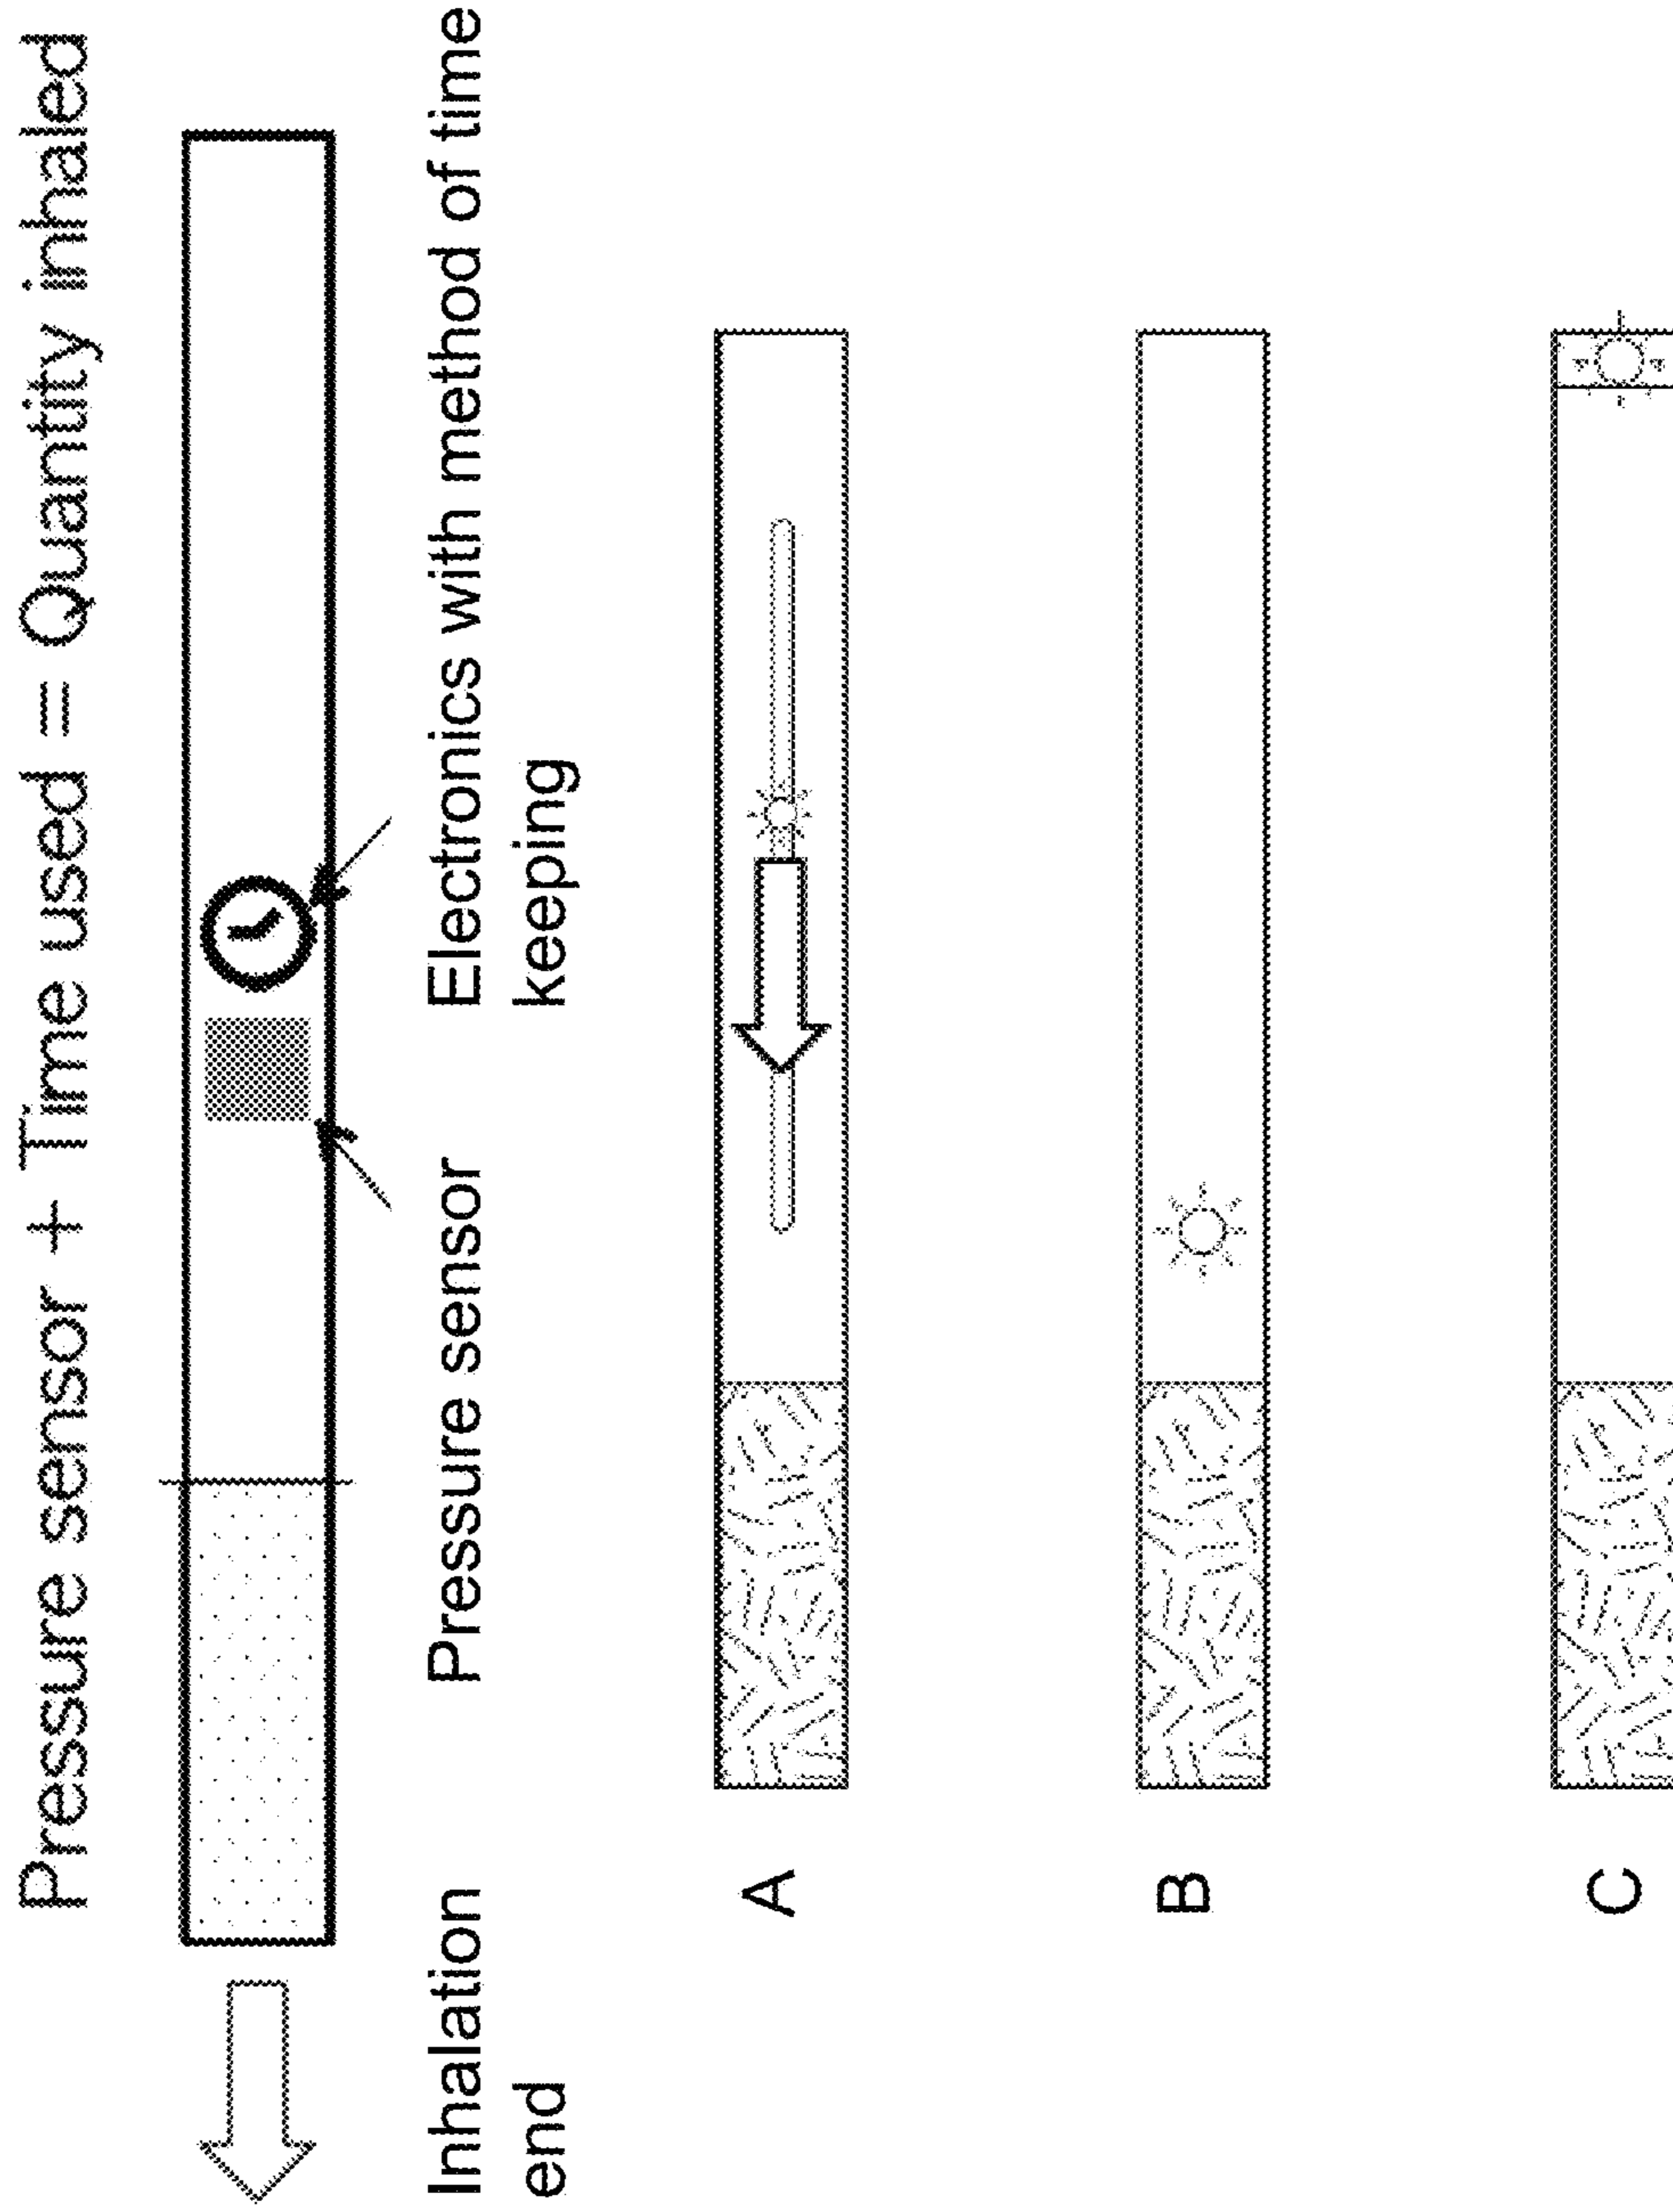 Pressure sensor + Time used = Quantity inhaled
Inhalation
end
Pressure sensor
Electronics with method of time
keeping
A
B
C